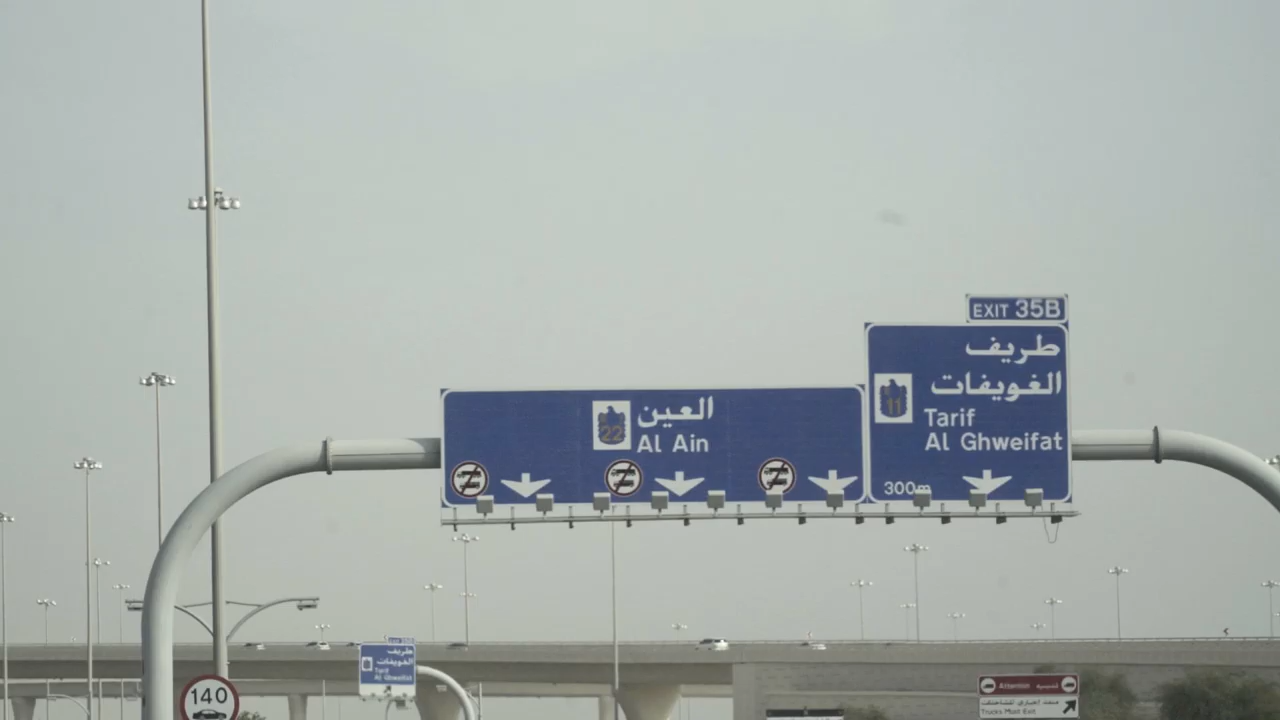 EXIT 35B
طريف
الغويفات
11
Tarif
Al Ghweifat
300m
العين
22
Al Ain
140
طريف
الغويفات
Tarif
Al Ghweifat
Attention تنبيه
Trucks Must Exit